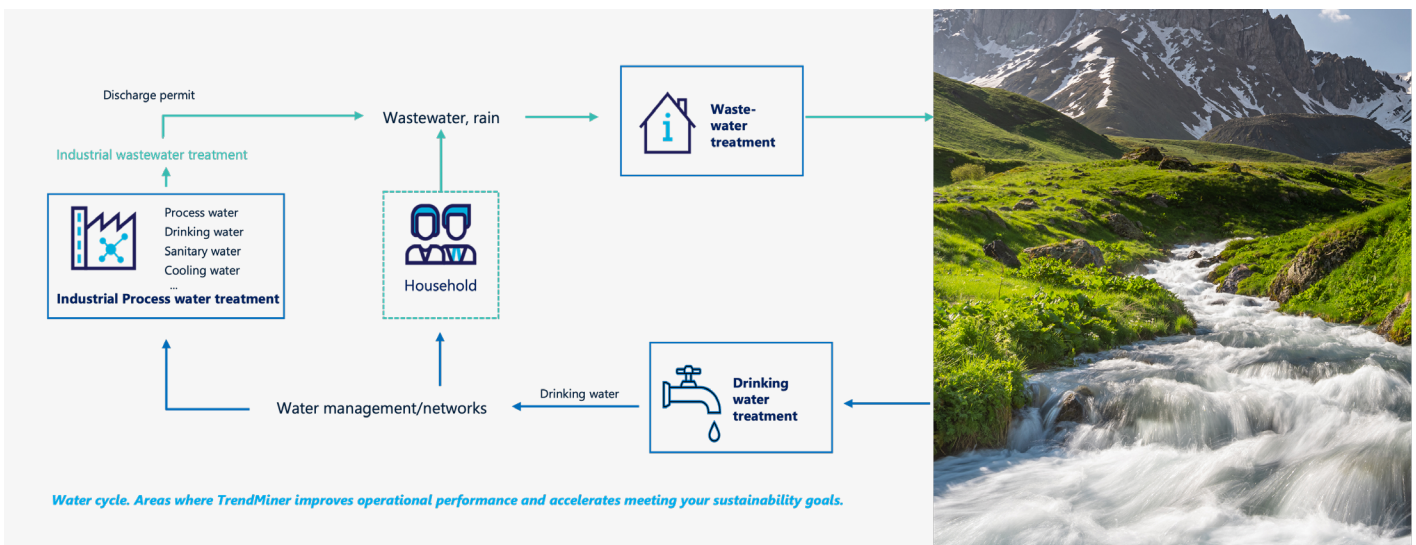 Discharge permit
Wastewater, rain
Waste-
water
treatment
Industrial wastewater treatment
Process water
Drinking water
Sanitary water
Cooling water
...
Industrial Process water treatment
Household
Drinking water
Drinking
water
treatment
Water management/networks
Water cycle. Areas where TrendMiner improves operational performance and accelerates meeting your sustainability goals.